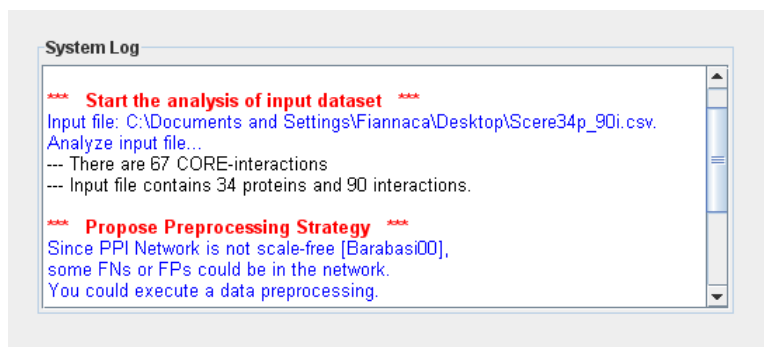 System Log
*** Start the analysis of input dataset ***
Input file: C:\Documents and Settings\Fiannaca\Desktop\Scere34p_90i.csv.
Analyze input file...
--- There are 67 CORE-interactions
--- Input file contains 34 proteins and 90 interactions.
*** Propose Preprocessing Strategy ***
Since PPI Network is not scale-free [Barabasi00],
some FNs or FPs could be in the network.
You could execute a data preprocessing.